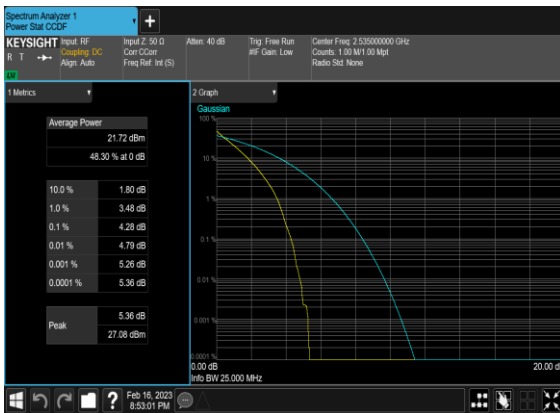 Spectrum Analyzer 1
Power Stat CCDF
+
KEYSIGHT
R T
LV
Input: RF
Coupling: DC
Align: Auto
Input Z: 50 Ω
Corr CCorr
Freq Ref: Int (S)
Atten: 40 dB
Trig: Free Run
#IF Gain: Low
Center Freq: 2.535000000 GHz
Counts: 1.00 M/1.00 Mpt
Radio Std: None
1 Metrics
Average Power
21.72 dBm
48.30 % at 0 dB
10.0 % 1.80 dB
1.0 % 3.48 dB
0.1 % 4.28 dB
0.01 % 4.79 dB
0.001 % 5.26 dB
0.0001 % 5.36 dB
Peak
5.36 dB
27.08 dBm
2 Graph
Gaussian
100 %
10 %
1 %
0.1 %
0.01 %
0.001 %
0.0001 %
0.00 dB
20.00 d
Info BW 25.000 MHz
Feb 16, 2023
8:53:01 PM
?